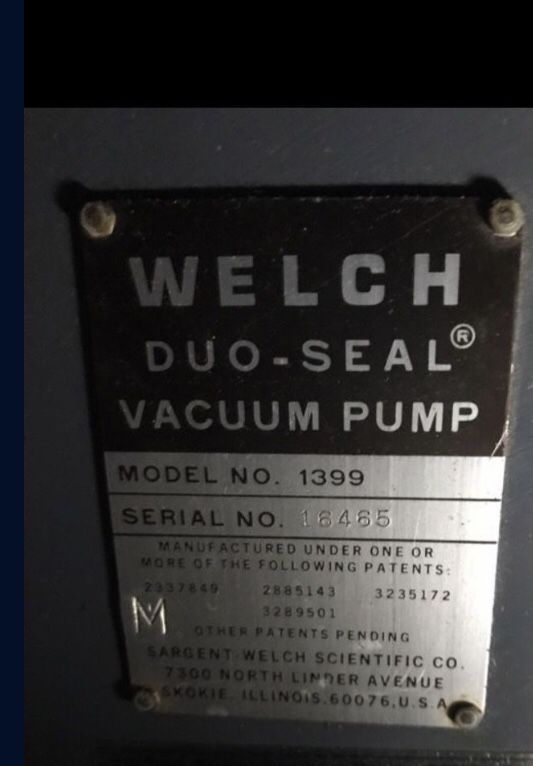 WELCH
DUO-SEAL®
VACUUM PUMP
MODEL NO. 1399
SERIAL NO. 16465
MANUFACTURED UNDER ONE OR
MORE OF THE FOLLOWING PATENTS:
2337849 2885143 3235172
3289501
M
OTHER PATENTS PENDING
SARGENT-WELCH SCIENTIFIC CO.
7300 NORTH LINDER AVENUE
SKOKIE, ILLINOIS, 60076, U.S.A.